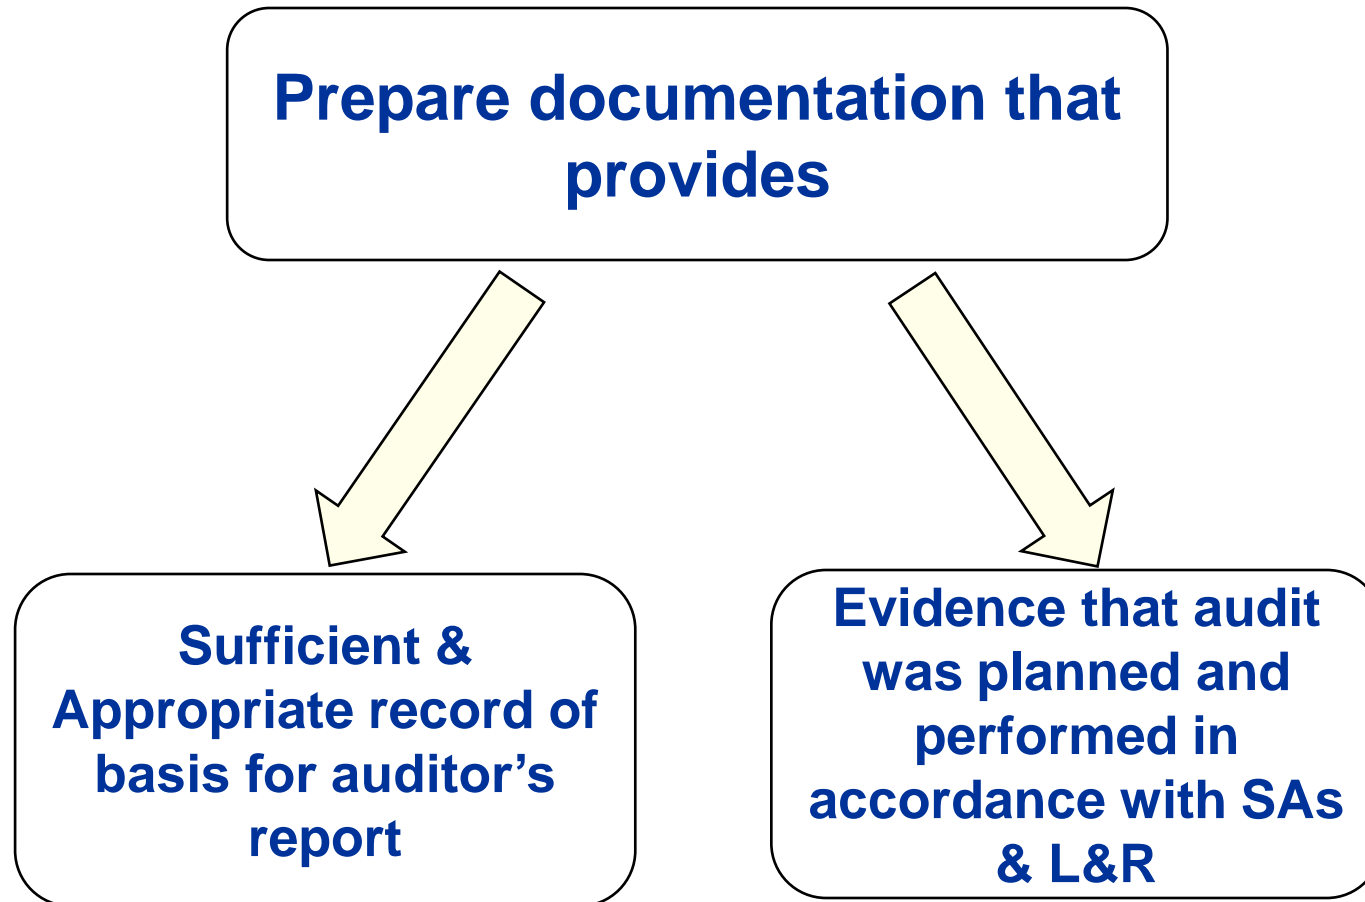 Prepare documentation that
provides
Sufficient &
Appropriate record of
basis for auditor’s
report
Evidence that audit
was planned and
performed in
accordance with SAs
& L&R